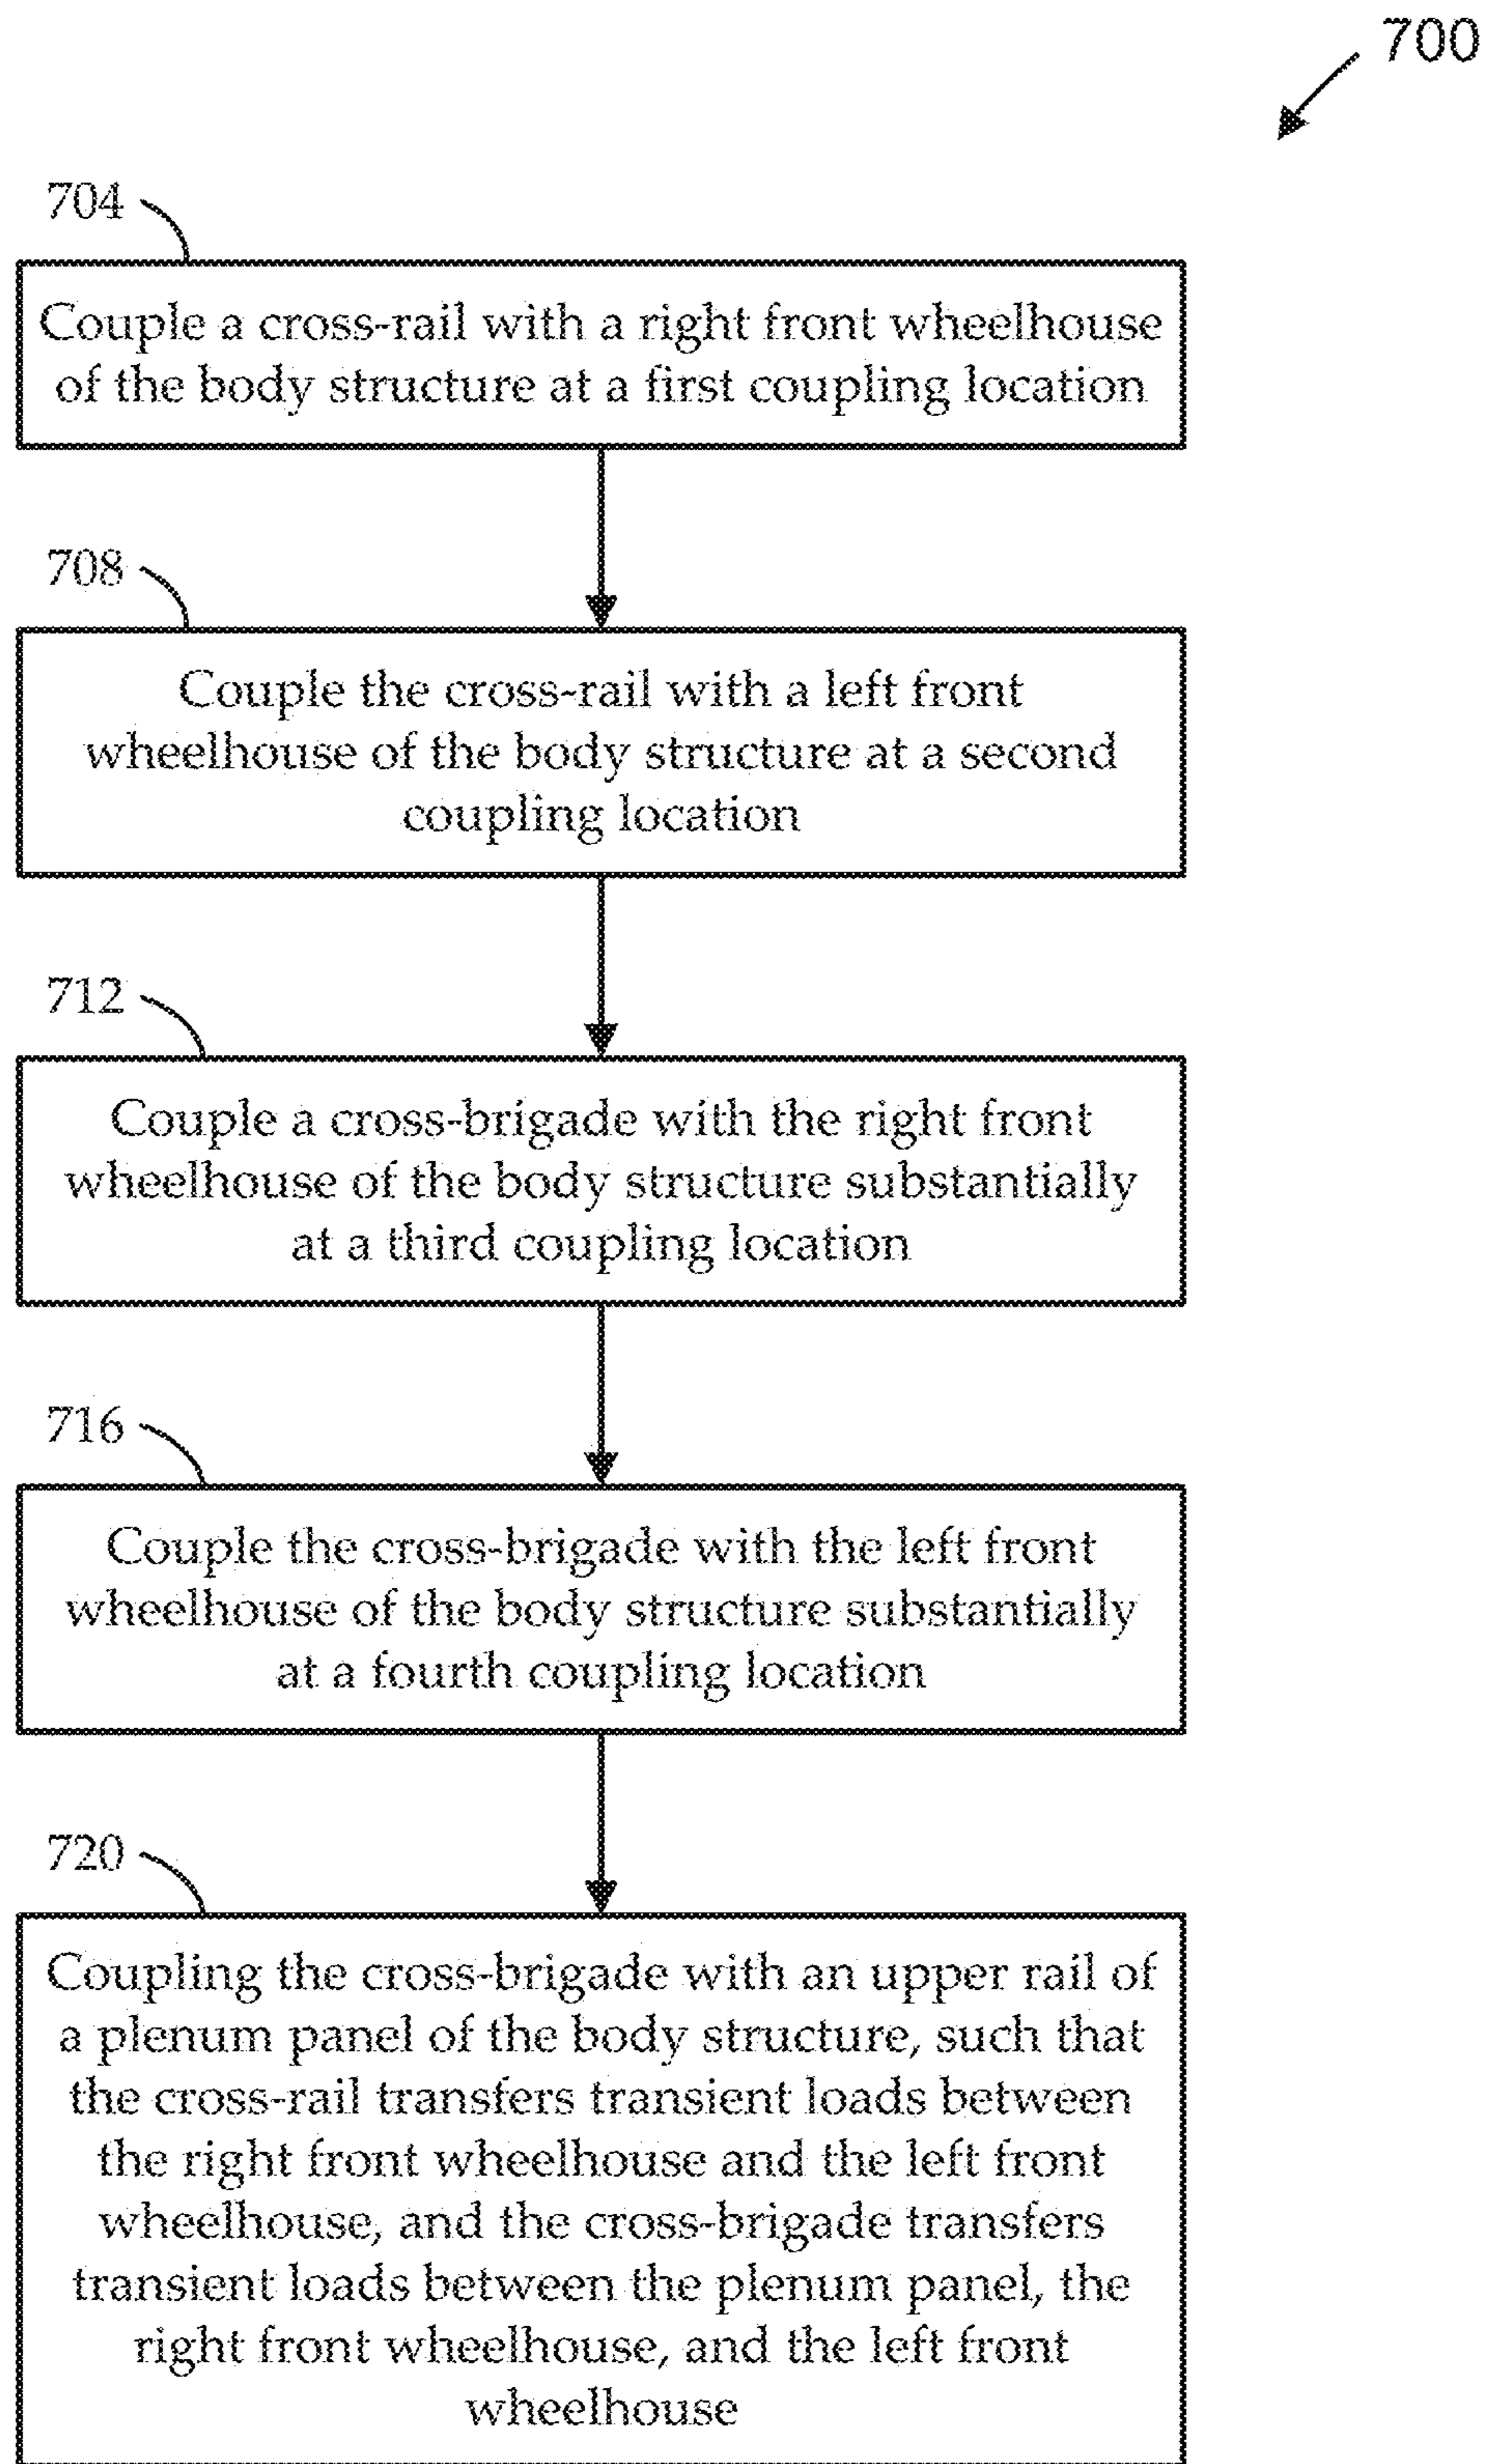 700
704
Couple a cross-rail with a right front wheelhouse
of the body structure at a first coupling location
708
Couple the cross-rail with a left front
wheelhouse of the body structure at a second
coupling location
712
Couple a cross-brigade with the right front
wheelhouse of the body structure substantially
at a third coupling location
716
Couple the cross-brigade with the left front
wheelhouse of the body structure substantially
at a fourth coupling location
720
Coupling the cross-brigade with an upper rail of
a plenum panel of the body structure, such that
the cross-rail transfers transient loads between
the right front wheelhouse and the left front
wheelhouse, and the cross-brigade transfers
transient loads between the plenum panel, the
right front wheelhouse, and the left front
wheelhouse